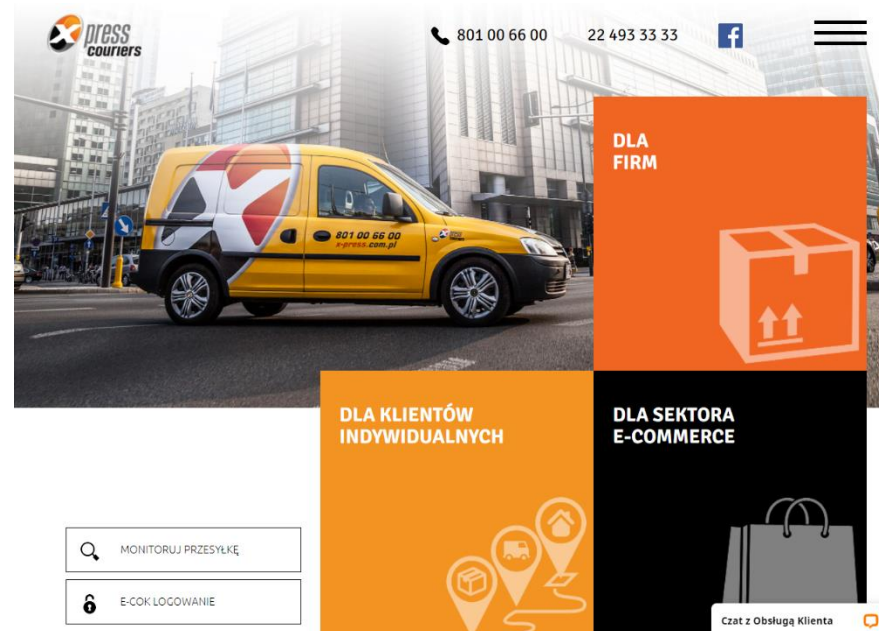 X press
couriers
801 00 66 00
22 493 33 33
f
DLA
FIRM
801 00 66 00
x-press.com.pl
DLA KLIENTÓW
INDYWIDUALNYCH
DLA SEKTORA
E-COMMERCE
MONITORUJ PRZESYŁKĘ
E-COK LOGOWANIE
Czat z Obsługą Klienta